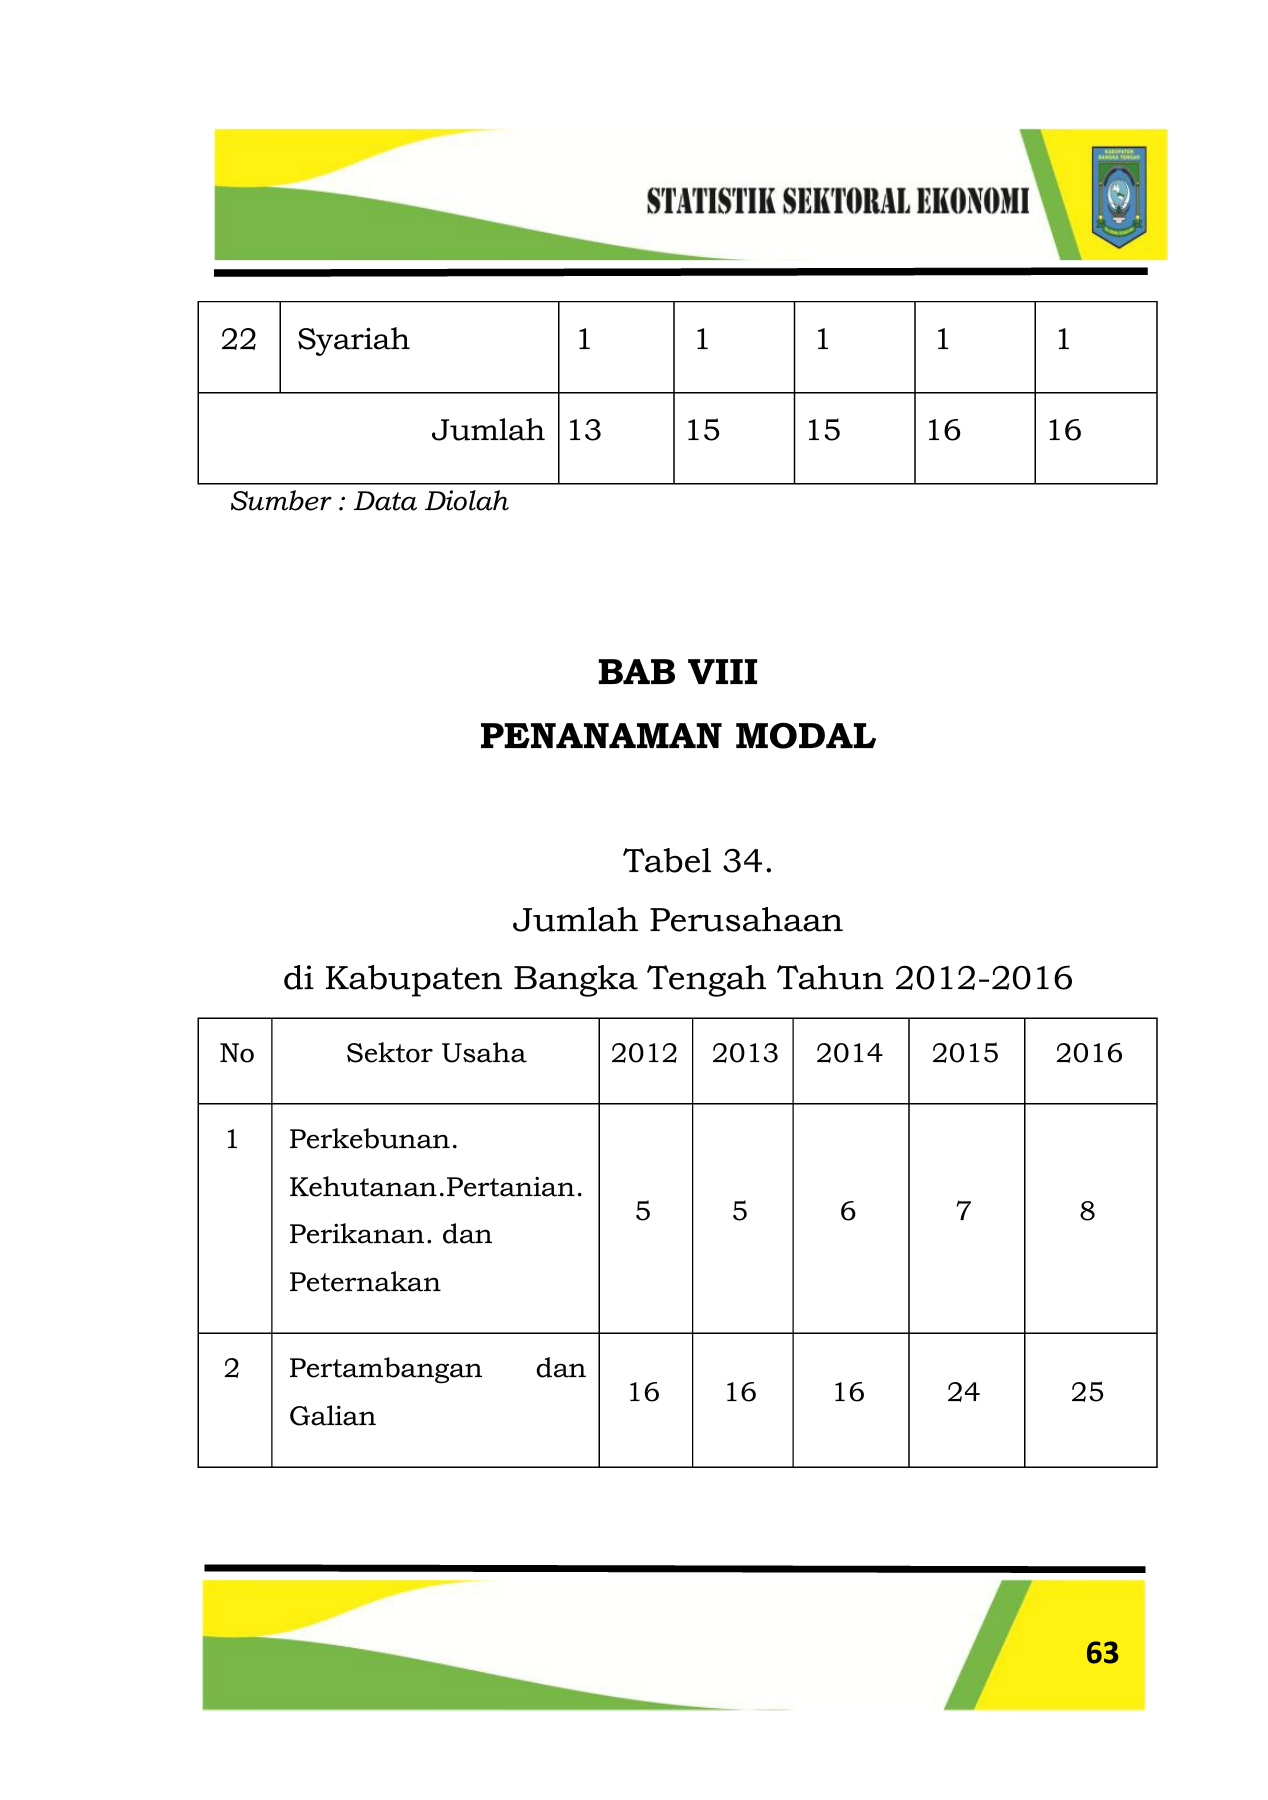 STATISTIK SEKTORAL EKONOMI
KABUPATEN
BANGKA TENGAH
22 Syariah 1 1 1 1 1
Jumlah 13 15 15 16 16
Sumber : Data Diolah
BAB VIII
PENANAMAN MODAL
Tabel 34.
Jumlah Perusahaan
di Kabupaten Bangka Tengah Tahun 2012-2016
No Sektor Usaha 2012 2013 2014 2015 2016
1 Perkebunan.
Kehutanan.Pertanian.
Perikanan. dan
Peternakan
5 5 6 7 8
2 Pertambangan dan
Galian
16 16 16 24 25
63